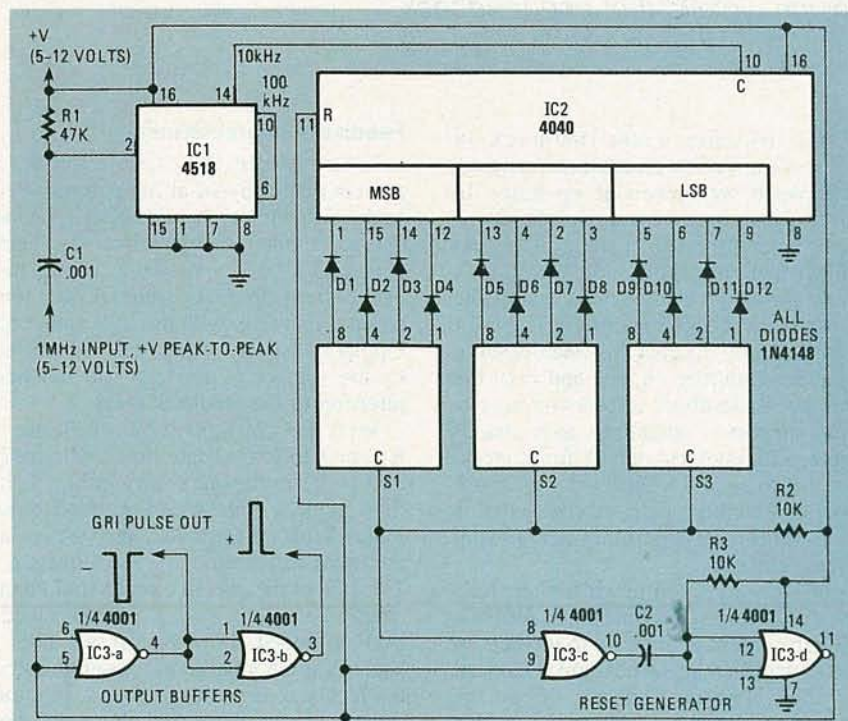 +V
(5–12 VOLTS)
R1
47K
C1
.001
1MHz INPUT, +V PEAK-TO-PEAK
(5–12 VOLTS)
16
14
10kHz
100
kHz
10
6
2
IC1
4518
15 1 7 8
11
R
IC2
4040
10
C
16
MSB
LSB
8
1 15 14 12
13 4 2 3
5 6 7 9
D1 D2 D3 D4
D5 D6 D7 D8
D9 D10 D11 D12
ALL
DIODES
1N4148
8 4 2 1
8 4 2 1
8 4 2 1
C
C
C
S1
S2
S3
R2
10K
R3
10K
GRI PULSE OUT
–
+
1/4 4001
6
5
IC3-a
4
1/4 4001
1
2
IC3-b
3
1/4 4001
8
9
IC3-c
10
C2
.001
1/4 4001
14
12
13
IC3-d
11
7
OUTPUT BUFFERS
RESET GENERATOR